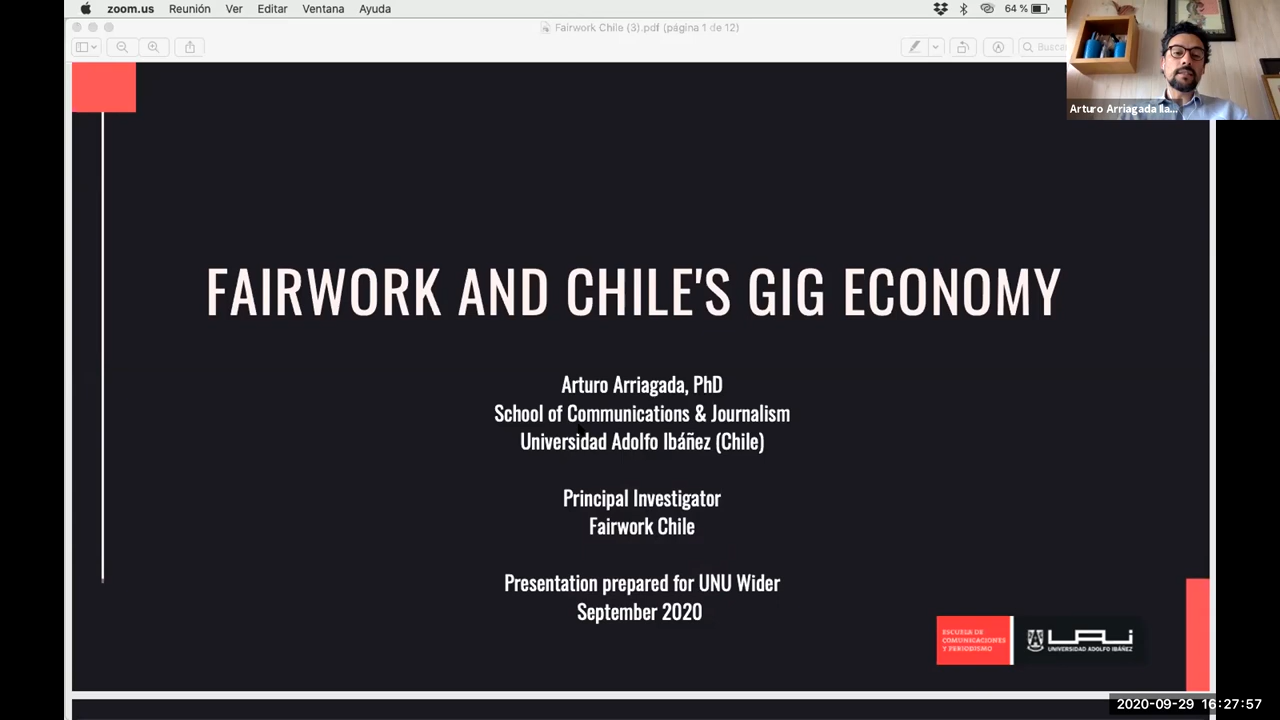 zoom.us Reunión Ver Editar Ventana Ayuda 64 %
Fairwork Chile (3).pdf (página 1 de 12)
Arturo Arriagada
FAIRWORK AND CHILE'S GIG ECONOMY
Arturo Arriagada, PhD
School of Communications & Journalism
Universidad Adolfo Ibáñez (Chile)
Principal Investigator
Fairwork Chile
Presentation prepared for UNU Wider
September 2020
ESCUELA DE
COMUNICACIONES
Y PERIODISMO
UAI
UNIVERSIDAD ADOLFO IBÁÑEZ
2020-09-29 16:27:57